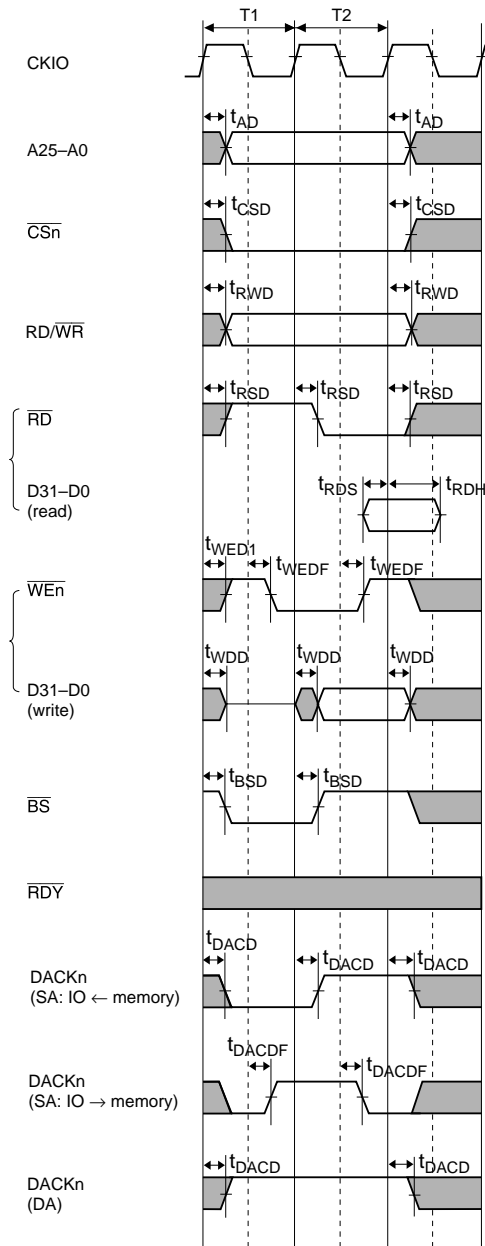 T1 T2
CKIO
tAD tAD
A25–A0
tCSD tCSD
CSn
tRWD tRWD
RD/WR
tRSD tRSD tRSD
RD
tRDS tRDH
D31–D0
(read)
tWED1 tWEDF tWEDF
WEn
tWDD tWDD tWDD
D31–D0
(write)
tBSD tBSD
BS
RDY
tDACD tDACD tDACD
DACKn
(SA: IO ← memory)
tDACDF tDACDF
DACKn
(SA: IO → memory)
tDACD tDACD
DACKn
(DA)